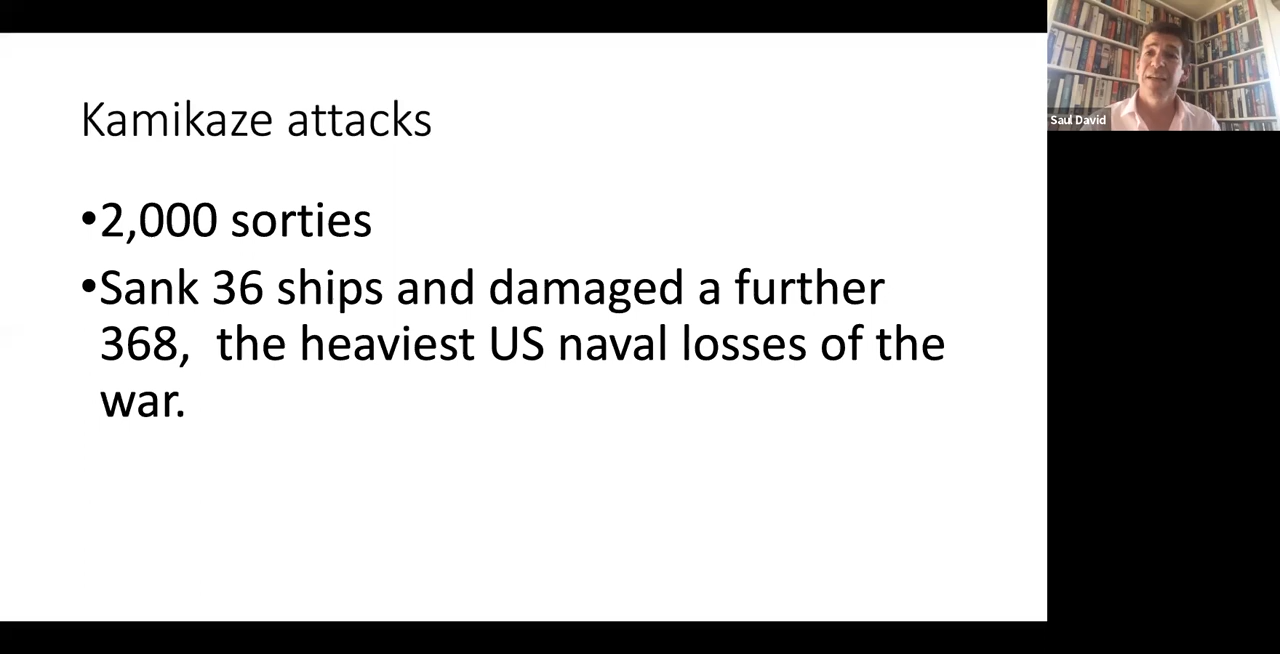 Kamikaze attacks
•2,000 sorties
•Sank 36 ships and damaged a further
368,  the heaviest US naval losses of the
war.
Saul David